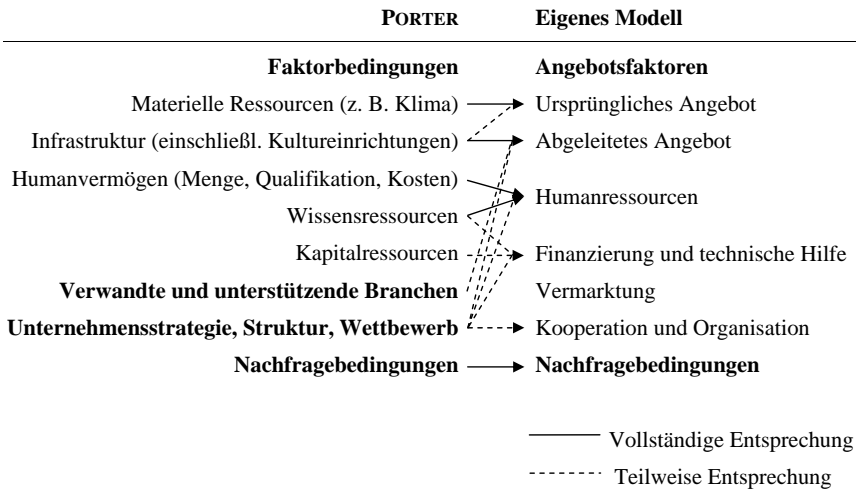 PORTER Eigenes Modell
Faktorbedingungen Angebotsfaktoren
Materielle Ressourcen (z. B. Klima) Ursprüngliches Angebot
Infrastruktur (einschließl. Kultureinrichtungen) Abgeleitetes Angebot
Humanvermögen (Menge, Qualifikation, Kosten)
Humanressourcen
Wissensressourcen
Kapitalressourcen Finanzierung und technische Hilfe
Verwandte und unterstützende Branchen Vermarktung
Unternehmensstrategie, Struktur, Wettbewerb Kooperation und Organisation
Nachfragebedingungen Nachfragebedingungen
Vollständige Entsprechung
Teilweise Entsprechung